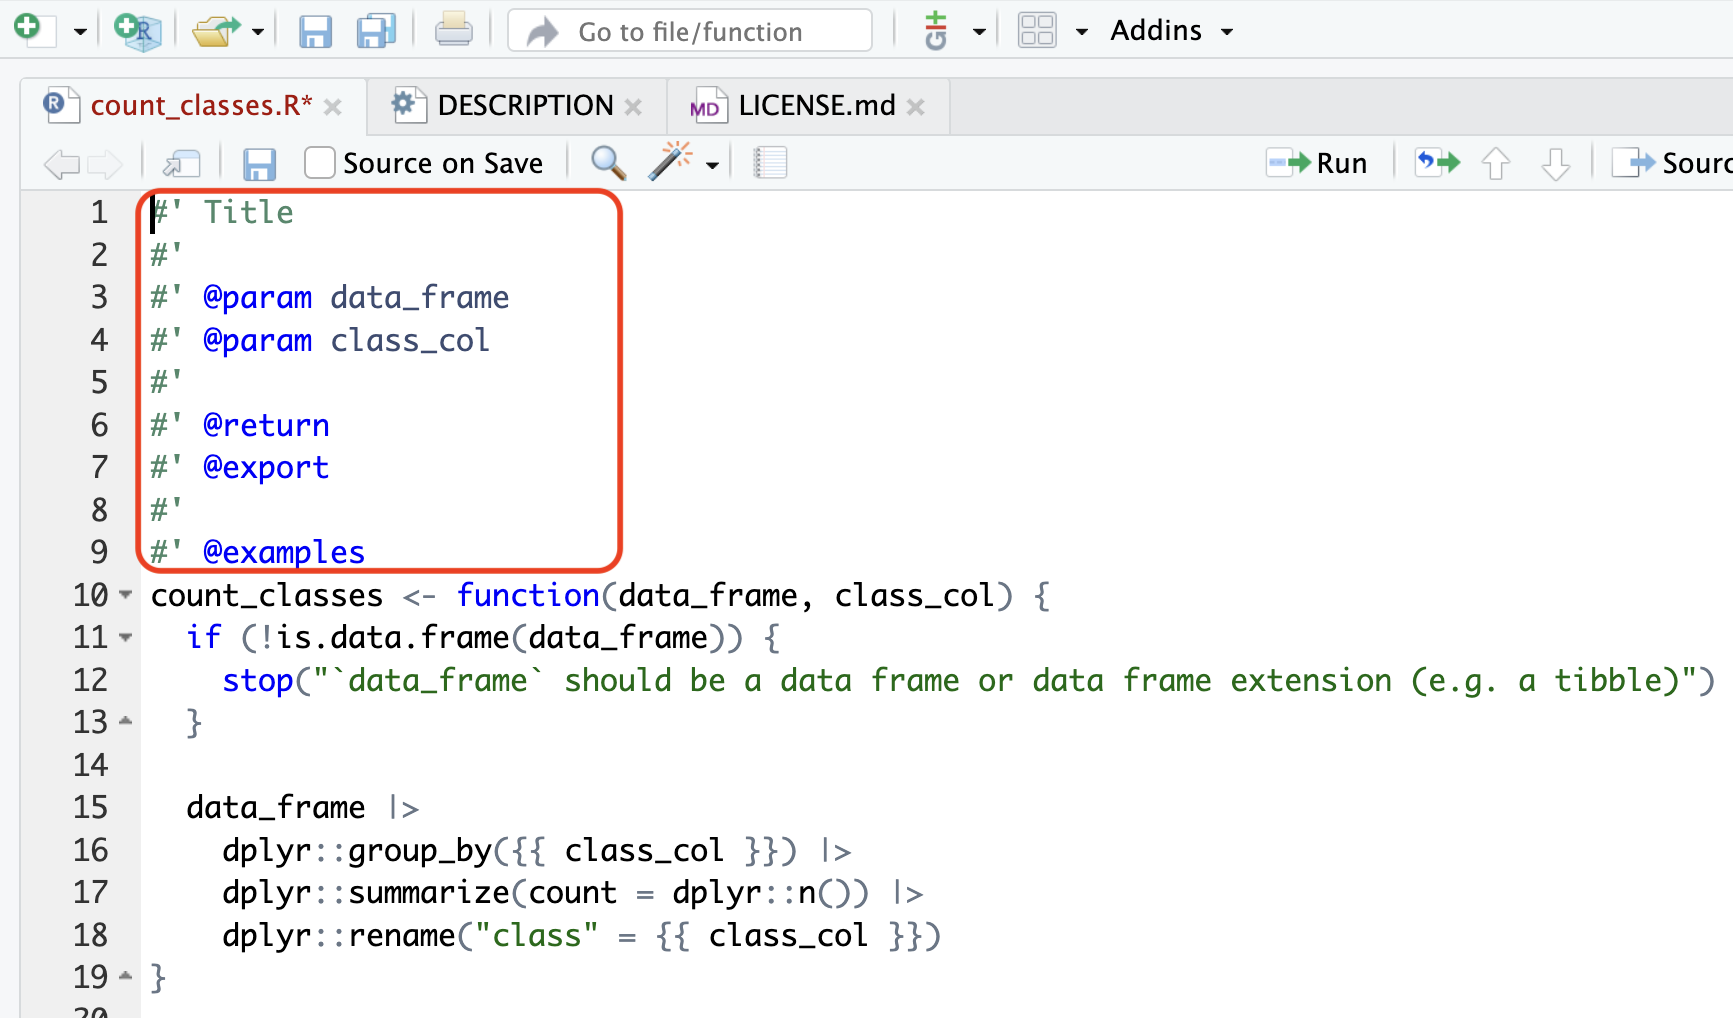 Go to file/function Addins
count_classes.R* DESCRIPTION MD LICENSE.md
Source on Save Run Sourc
1 #' Title
2 #'
3 #' @param data_frame
4 #' @param class_col
5 #'
6 #' @return
7 #' @export
8 #'
9 #' @examples
10 count_classes <- function(data_frame, class_col) {
11   if (!is.data.frame(data_frame)) {
12     stop("`data_frame` should be a data frame or data frame extension (e.g. a tibble)")
13   }
14
15   data_frame |>
16     dplyr::group_by({{ class_col }}) |>
17     dplyr::summarize(count = dplyr::n()) |>
18     dplyr::rename("class" = {{ class_col }})
19 }
20